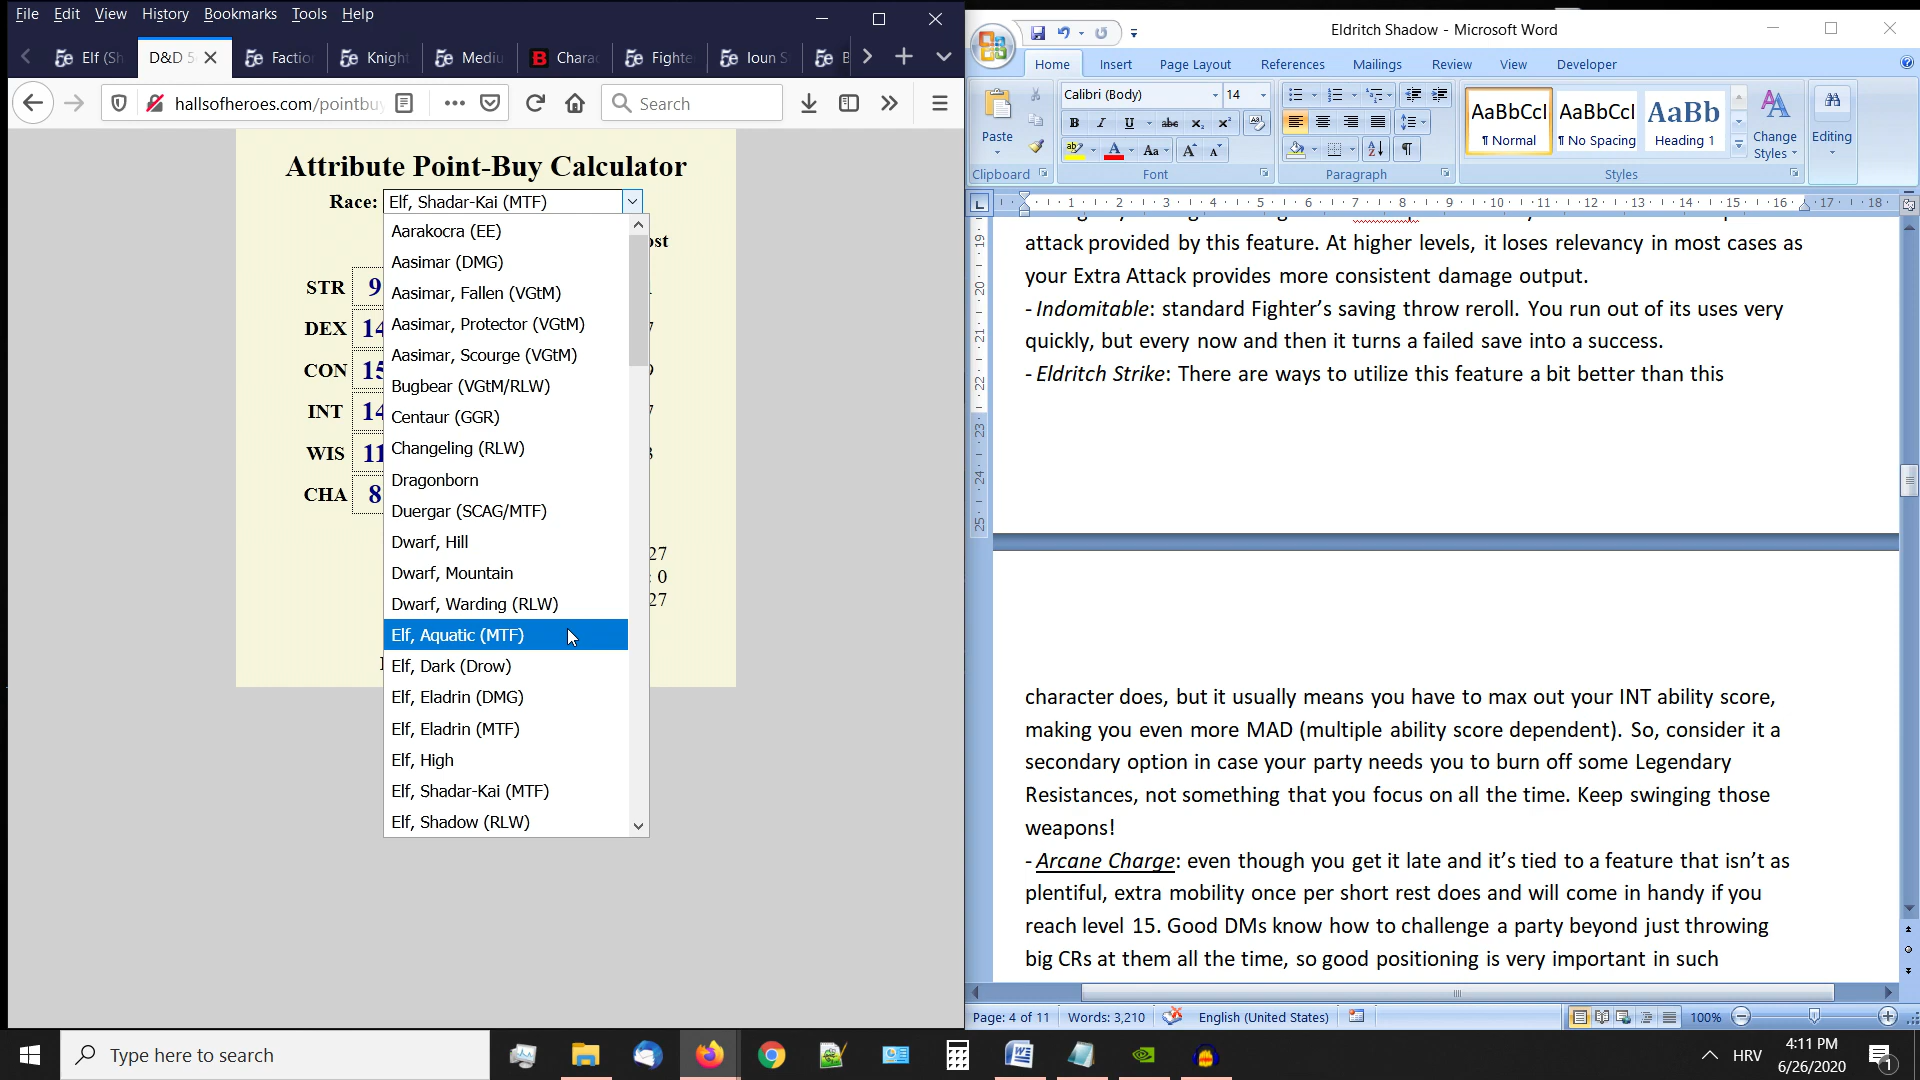 File Edit View History Bookmarks Tools Help
Elf (Sh
D&D 5
Factio
Knight
Mediu
Charac
Fighte
Ioun S
hallsofheroes.com/pointbuy
Search
Attribute Point-Buy Calculator
Race: Elf, Shadar-Kai (MTF)
ost
Aarakocra (EE)
Aasimar (DMG)
STR 9
Aasimar, Fallen (VGtM)
DEX 14
Aasimar, Protector (VGtM)
Aasimar, Scourge (VGtM)
CON 15
Bugbear (VGtM/RLW)
INT 14
Centaur (GGR)
WIS 11
Changeling (RLW)
Dragonborn
CHA 8
Duergar (SCAG/MTF)
Dwarf, Hill
27
Dwarf, Mountain
: 0
Dwarf, Warding (RLW)
27
Elf, Aquatic (MTF)
Elf, Dark (Drow)
Elf, Eladrin (DMG)
Elf, Eladrin (MTF)
Elf, High
Elf, Shadar-Kai (MTF)
Elf, Shadow (RLW)
Eldritch Shadow - Microsoft Word
Home Insert Page Layout References Mailings Review View Developer
Calibri (Body) 14
Paste
AaBbCcI AaBbCcI AaBb
¶ Normal ¶ No Spacing Heading 1
Change Styles
Editing
Clipboard Font Paragraph Styles
attack provided by this feature. At higher levels, it loses relevancy in most cases as
your Extra Attack provides more consistent damage output.
- Indomitable: standard Fighter’s saving throw reroll. You run out of its uses very
quickly, but every now and then it turns a failed save into a success.
- Eldritch Strike: There are ways to utilize this feature a bit better than this
character does, but it usually means you have to max out your INT ability score,
making you even more MAD (multiple ability score dependent). So, consider it a
secondary option in case your party needs you to burn off some Legendary
Resistances, not something that you focus on all the time. Keep swinging those
weapons!
- Arcane Charge: even though you get it late and it’s tied to a feature that isn’t as
plentiful, extra mobility once per short rest does and will come in handy if you
reach level 15. Good DMs know how to challenge a party beyond just throwing
big CRs at them all the time, so good positioning is very important in such
Page: 4 of 11 Words: 3,210 English (United States) 100%
Type here to search
HRV
4:11 PM
6/26/2020
1